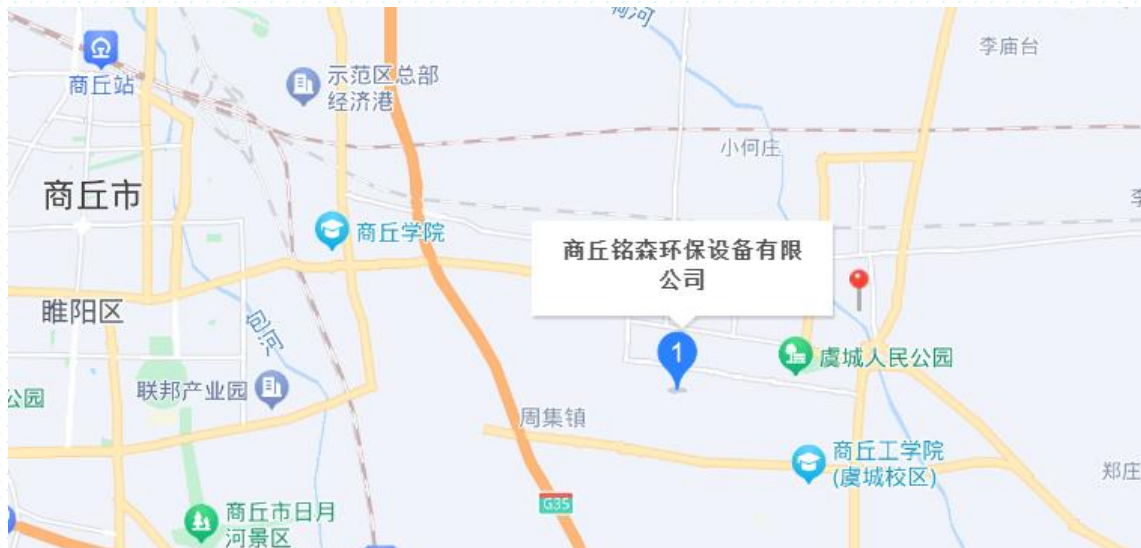 李庙台
商丘站
示范区总部
经济港
小何庄
商丘市
商丘学院
商丘铭森环保设备有限
公司
睢阳区
包河
1
虞城人民公园
联邦产业园
公园
周集镇
商丘工学院
(虞城校区)
郑庄
G35
商丘市日月
河景区